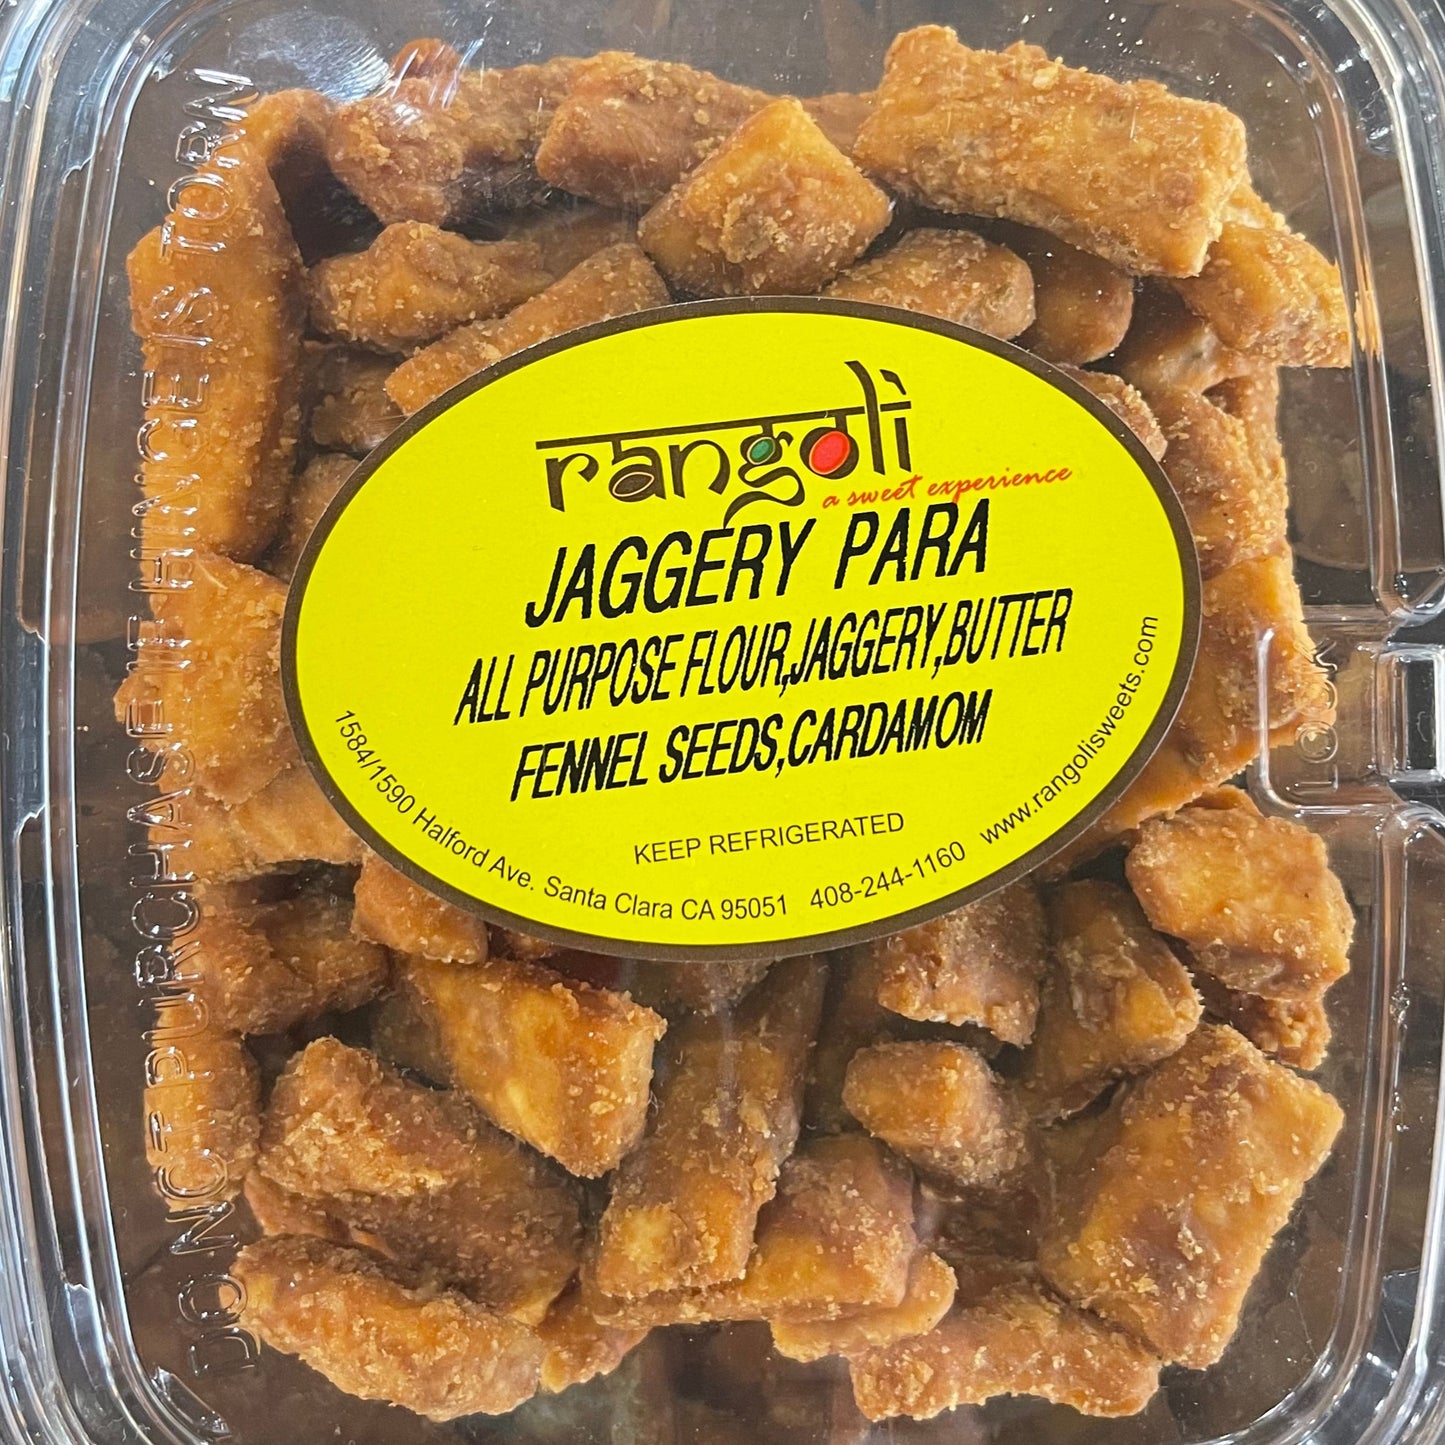 rangoli
a sweet experience
JAGGERY PARA
ALL PURPOSE FLOUR,JAGGERY,BUTTER
FENNEL SEEDS,CARDAMOM
KEEP REFRIGERATED
1584/1590 Halford Ave. Santa Clara CA 95051 408-244-1160 www.rangolisweets.com
DO NOT PURCHASE IF HINGE IS TORN